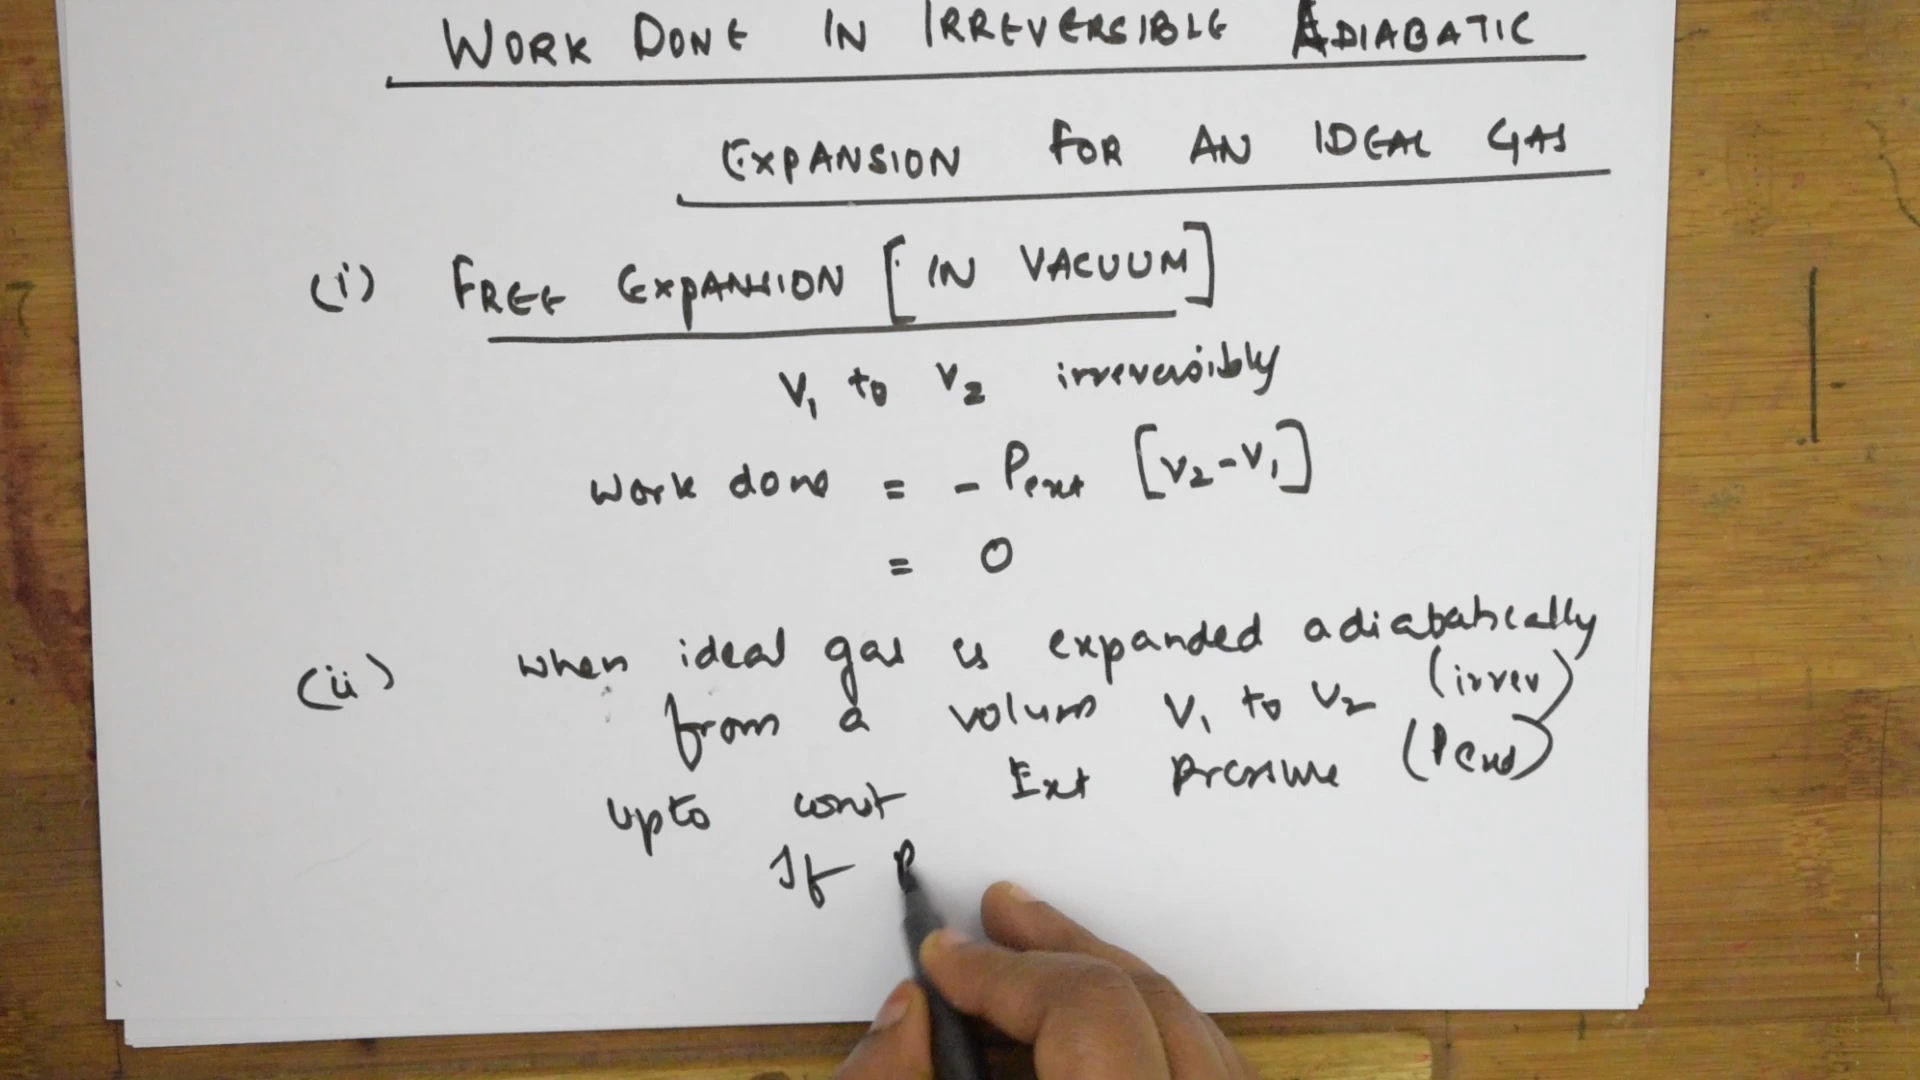 WORK DONE IN IRREVERSIBLE ADIABATIC
EXPANSION FOR AN IDEAL GAS
(i) FREE EXPANSION [IN VACUUM]
V₁ to V₂ irreversibly
Work done = - Pext [V₂-V₁]
= 0
(ii) When ideal gas is expanded adiabatically
from a volume V₁ to V₂ (irrev)
upto const Ext pressure (Pext)
If P